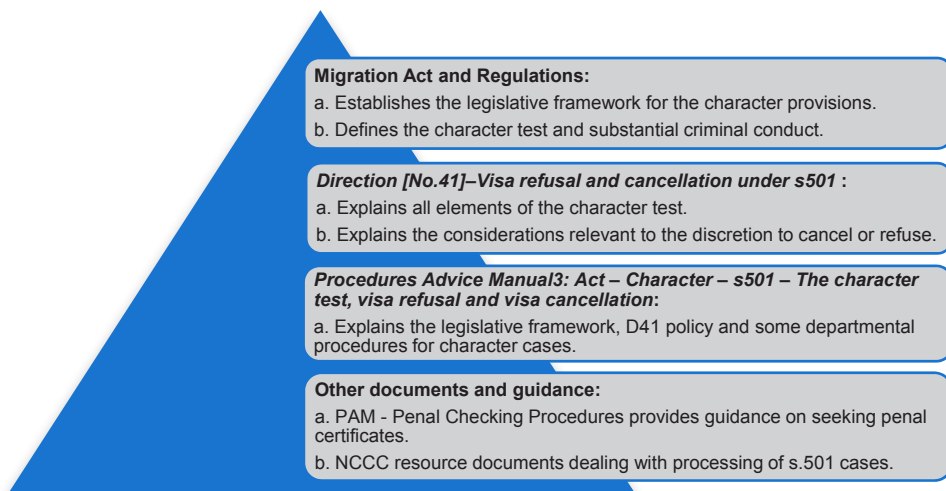 Migration Act and Regulations:
a. Establishes the legislative framework for the character provisions.
b. Defines the character test and substantial criminal conduct.
Direction [No.41]–Visa refusal and cancellation under s501 :
a. Explains all elements of the character test.
b. Explains the considerations relevant to the discretion to cancel or refuse.
Procedures Advice Manual3: Act – Character – s501 – The character
test, visa refusal and visa cancellation:
a. Explains the legislative framework, D41 policy and some departmental
procedures for character cases.
Other documents and guidance:
a. PAM - Penal Checking Procedures provides guidance on seeking penal
certificates.
b. NCCC resource documents dealing with processing of s.501 cases.